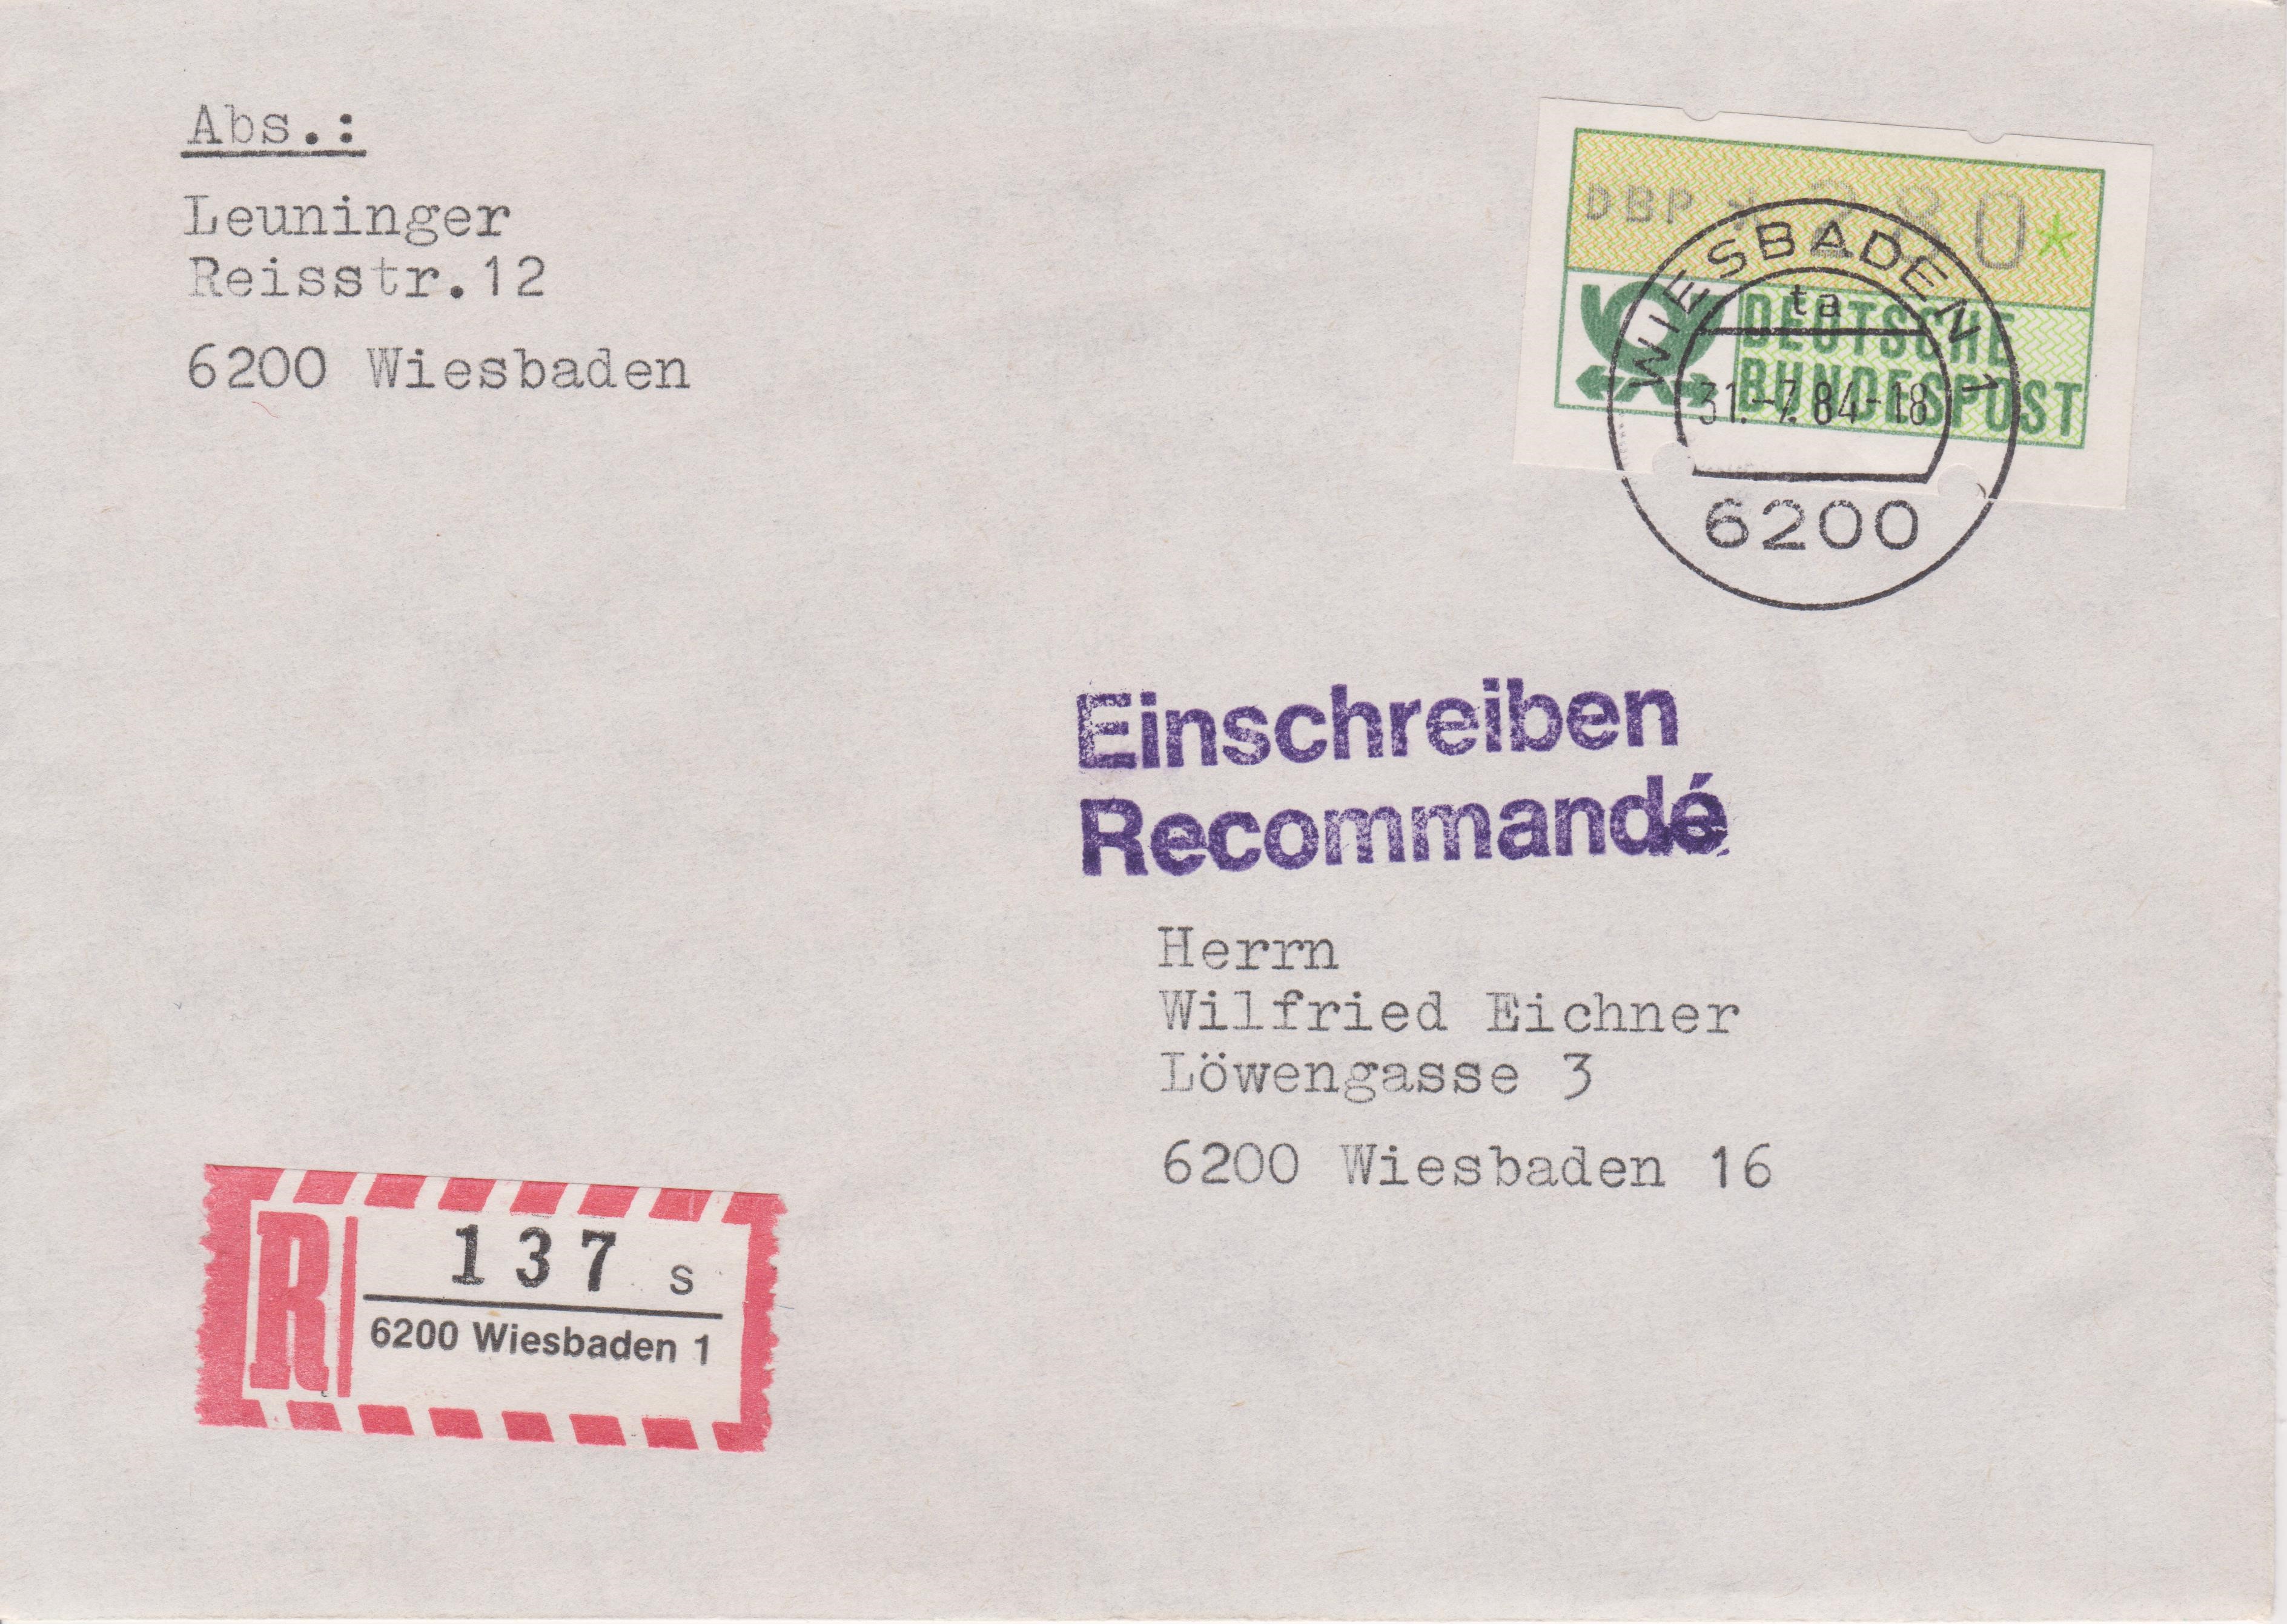 Abs.:
Leuninger
Reisstr.12
6200 Wiesbaden
DBP *280*
DEUTSCHE
BUNDESPOST
WIESBADEN 1
ta
31.-7.84-18
6200
Einschreiben
Recommandé
Herrn
Wilfried Eichner
Löwengasse 3
6200 Wiesbaden 16
R
137 s
6200 Wiesbaden 1